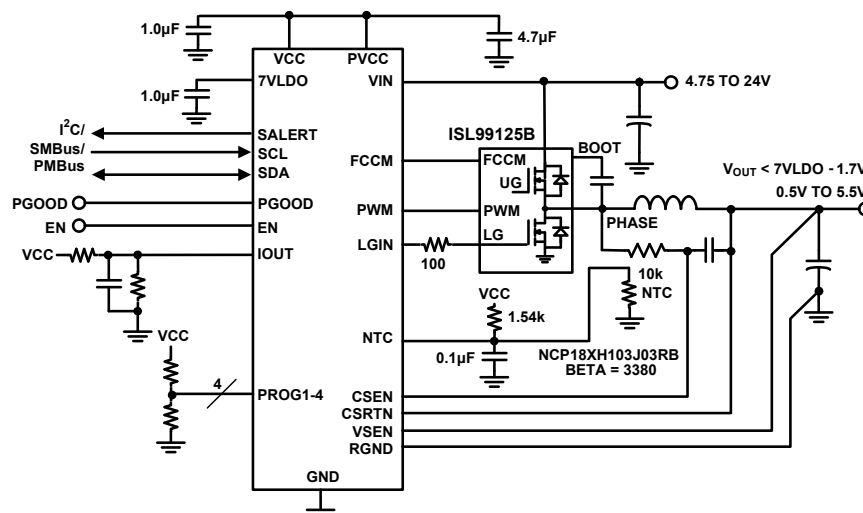 1.0µF
4.7µF
VCC
PVCC
7VLDO
VIN
4.75 TO 24V
1.0µF
I²C/
SMBus/
PMBus
SALERT
SCL
SDA
ISL99125B
BOOT
FCCM
FCCM
UG
VOUT < 7VLDO - 1.7V
0.5V TO 5.5V
PGOOD
PGOOD
EN
EN
PWM
PWM
PHASE
LGIN
LG
VCC
IOUT
100
10k
NTC
VCC
1.54k
NTC
0.1µF
NCP18XH103J03RB
BETA = 3380
VCC
4
PROG1-4
CSEN
CSRTN
VSEN
RGND
GND